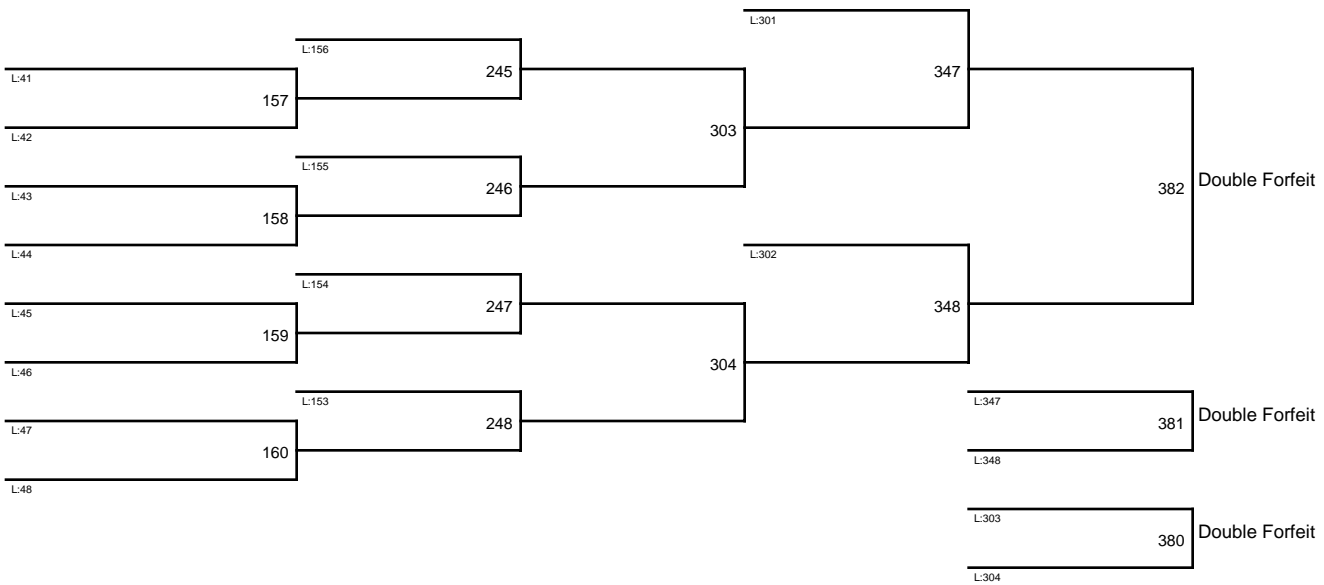 L:301
L:156
245
347
L:41
157
L:42
303
L:155
Double Forfeit
246
382
L:43
158
L:44
L:302
L:154
247
348
L:45
159
L:46
304
L:153
L:347
248
381
Double Forfeit
L:47
160
L:348
L:48
L:303
380
Double Forfeit
L:304